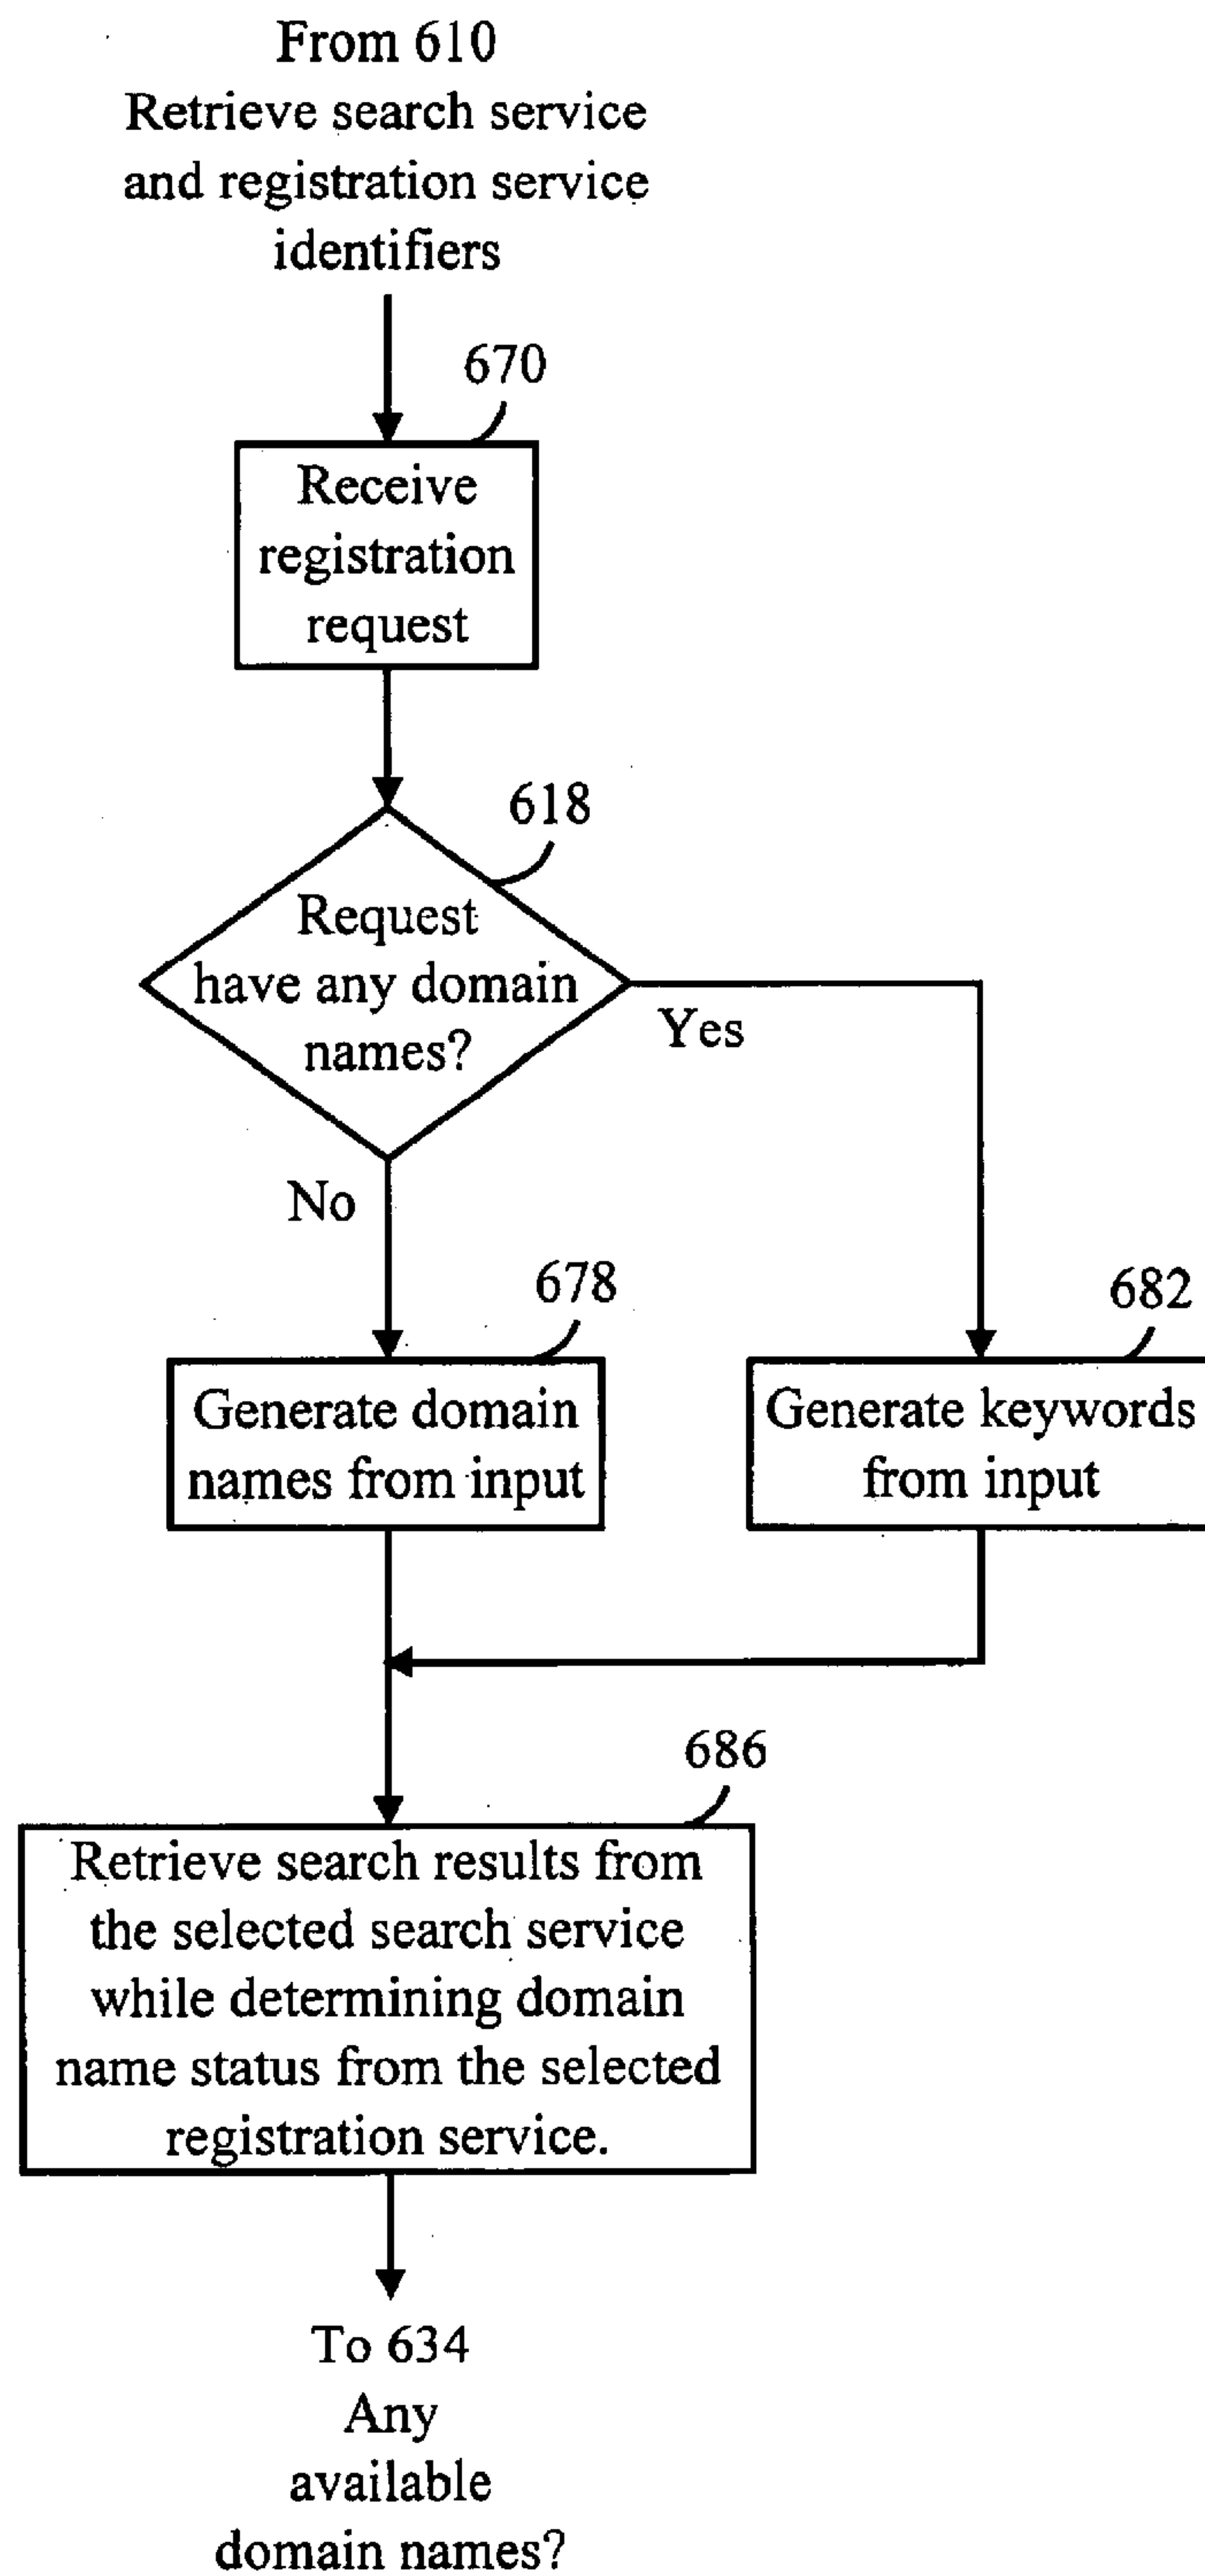 From 610
Retrieve search service
and registration service
identifiers
670
Receive
registration
request
618
Request
have any domain
names?
Yes
No
678
Generate domain
names from input
682
Generate keywords
from input
686
Retrieve search results from
the selected search service
while determining domain
name status from the selected
registration service.
To 634
Any
available
domain names?